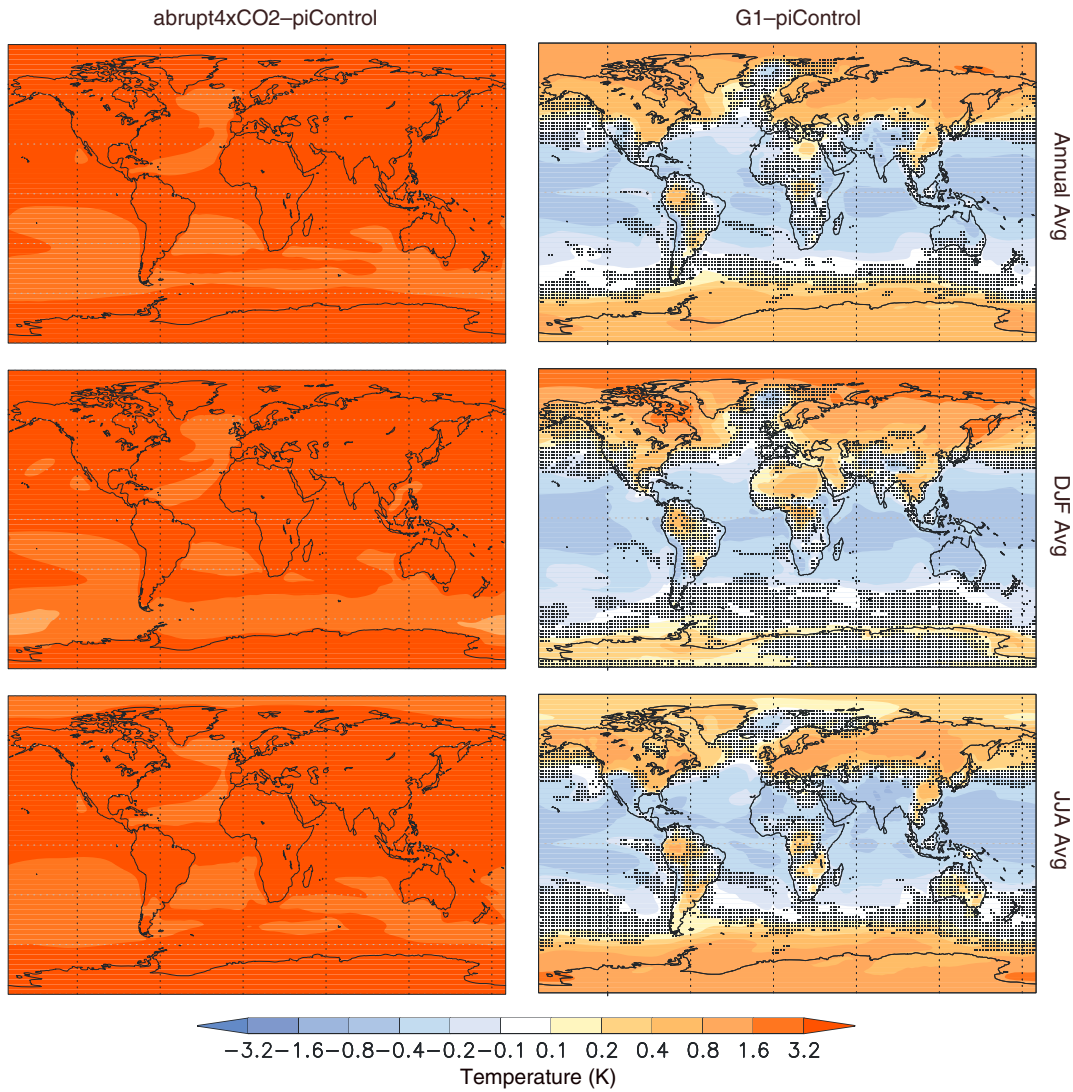 abrupt4xCO2–piControl
G1–piControl
Annual Avg
DJF Avg
JJA Avg
−3.2−1.6−0.8−0.4−0.2−0.1 0.1 0.2 0.4 0.8 1.6 3.2
Temperature (K)